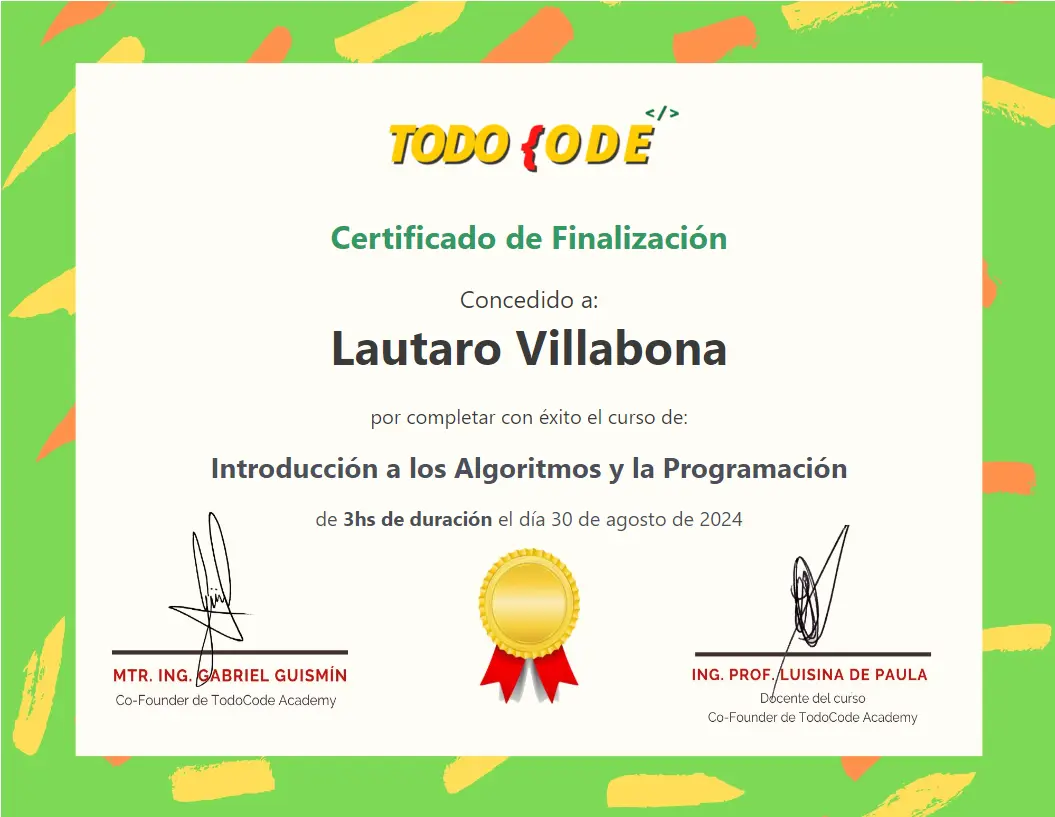 </>
TODO {ODE
Certificado de Finalización
Concedido a:
Lautaro Villabona
por completar con éxito el curso de:
Introducción a los Algoritmos y la Programación
de 3hs de duración el día 30 de agosto de 2024
MTR. ING. GABRIEL GUISMÍN
Co-Founder de TodoCode Academy
ING. PROF. LUISINA DE PAULA
Docente del curso
Co-Founder de TodoCode Academy